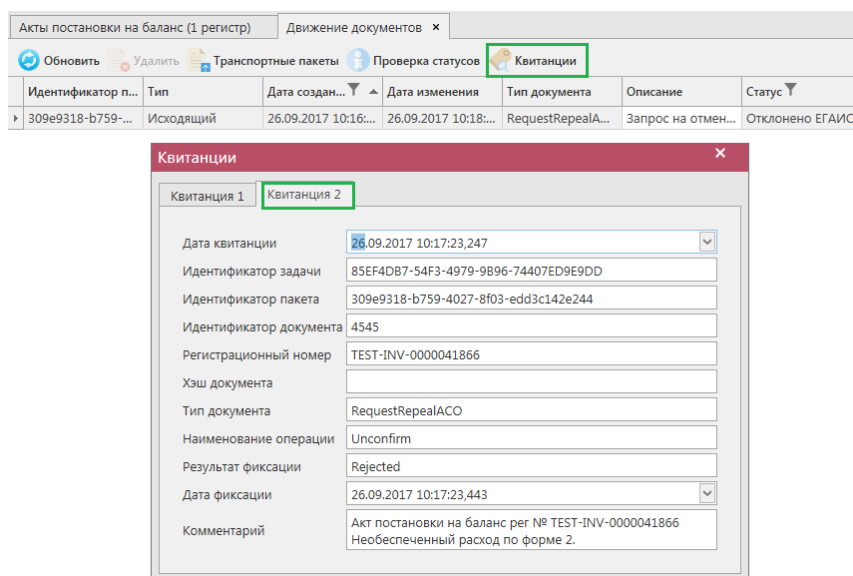 Акты постановки на баланс (1 регистр) Движение документов ×
Обновить Удалить Транспортные пакеты Проверка статусов Квитанции
Идентификатор п... Тип Дата создан... Дата изменения Тип документа Описание Статус
309e9318-b759-... Исходящий 26.09.2017 10:16:... 26.09.2017 10:18:... RequestRepealA... Запрос на отмен... Отклонено ЕГАИС
Квитанции ×
Квитанция 1 Квитанция 2
Дата квитанции 26.09.2017 10:17:23,247
Идентификатор задачи 85EF4DB7-54F3-4979-9B96-74407ED9E9DD
Идентификатор пакета 309e9318-b759-4027-8f03-edd3c142e244
Идентификатор документа 4545
Регистрационный номер TEST-INV-0000041866
Хэш документа
Тип документа RequestRepealACO
Наименование операции Unconfirm
Результат фиксации Rejected
Дата фиксации 26.09.2017 10:17:23,443
Комментарий Акт постановки на баланс рег № TEST-INV-0000041866
Необеспеченный расход по форме 2.